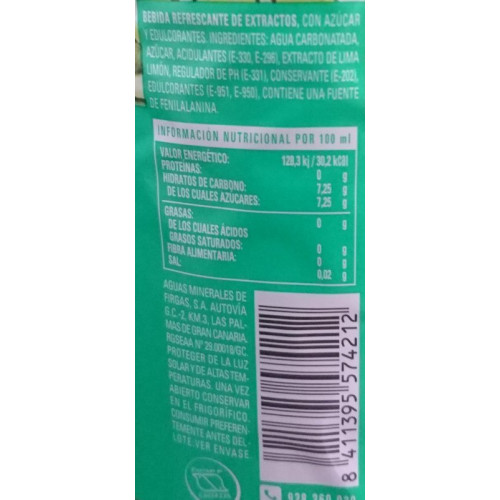 BEBIDA REFRESCANTE DE EXTRACTOS, CON AZÚCAR
Y EDULCORANTES. INGREDIENTES: AGUA CARBONATADA,
AZÚCAR, ACIDULANTES (E-330, E-296), EXTRACTO DE LIMA
LIMÓN, REGULADOR DE PH (E-331), CONSERVANTE (E-202),
EDULCORANTES (E-951, E-950), CONTIENE UNA FUENTE
DE FENILALANINA.
INFORMACIÓN NUTRICIONAL POR 100 ml
VALOR ENERGÉTICO: 128,3 kj / 30,2 kcal
PROTEÍNAS: 0 g
HIDRATOS DE CARBONO: 7,25 g
DE LOS CUALES AZÚCARES: 7,25 g
GRASAS: 0 g
DE LOS CUALES ÁCIDOS
GRASOS SATURADOS: 0 g
FIBRA ALIMENTARIA: 0 g
SAL: 0,02 g
AGUAS MINERALES DE
FIRGAS, S.A. AUTOVÍA
G.C.-2, KM.3, LAS PAL-
MAS DE GRAN CANARIA.
RGSEAA Nº 29.00018/GC.
PROTEGER DE LA LUZ
SOLAR Y DE ALTAS TEM-
PERATURAS. UNA VEZ
ABIERTO CONSERVAR
EN EL FRIGORÍFICO.
CONSUMIR PREFEREN-
TEMENTE ANTES DEL-
LOTE: VER ENVASE.
8 411395 574212